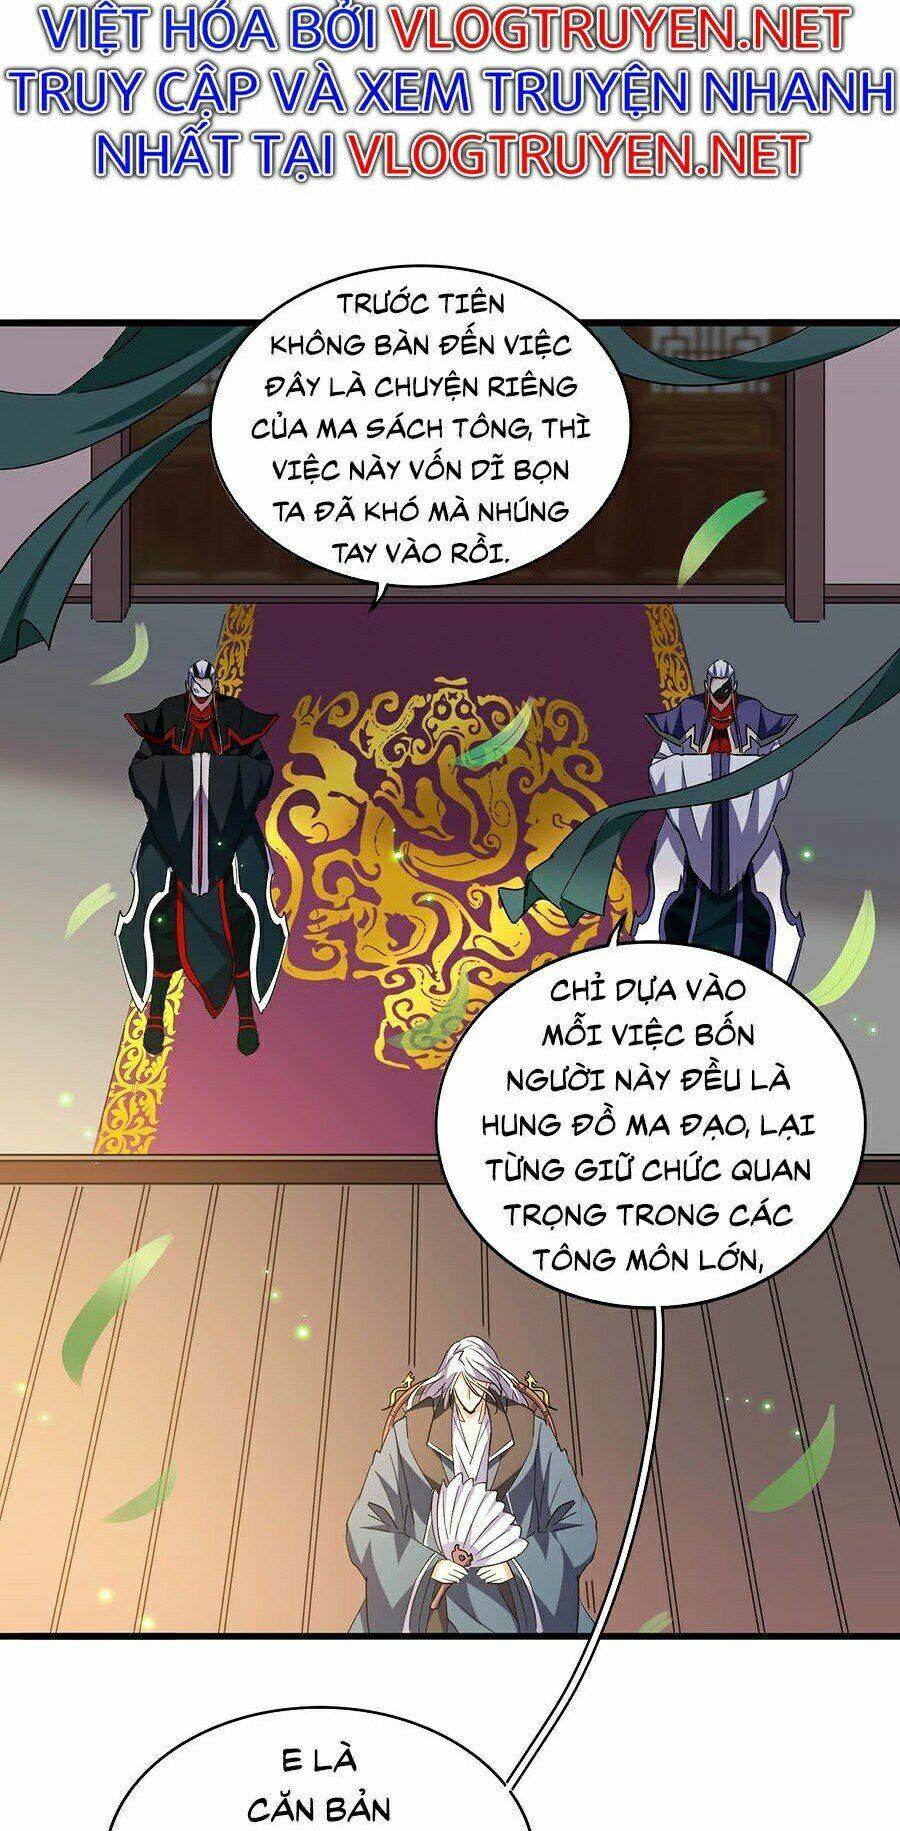 VIỆT HÓA BỞI VLOGTRUYEN.NET
TRUY CẬP VÀ XEM TRUYỆN NHANH
NHẤT TẠI VLOGTRUYEN.NET
TRƯỚC TIÊN
KHÔNG BÀN ĐẾN VIỆC
ĐÂY LÀ CHUYỆN RIÊNG
CỦA MA SÁCH TÔNG, THÌ
VIỆC NÀY VỐN DĨ BỌN
TA ĐÃ KHÓ MÀ NHÚNG
TAY VÀO RỒI.
CHỈ DỰA VÀO
MỖI VIỆC BỐN
NGƯỜI NÀY ĐỀU LÀ
HUNG ĐỒ MA ĐẠO, LẠI
TỪNG GIỮ CHỨC QUAN
TRỌNG TRONG CÁC
TÔNG MÔN LỚN,
E LÀ
CĂN BẢN